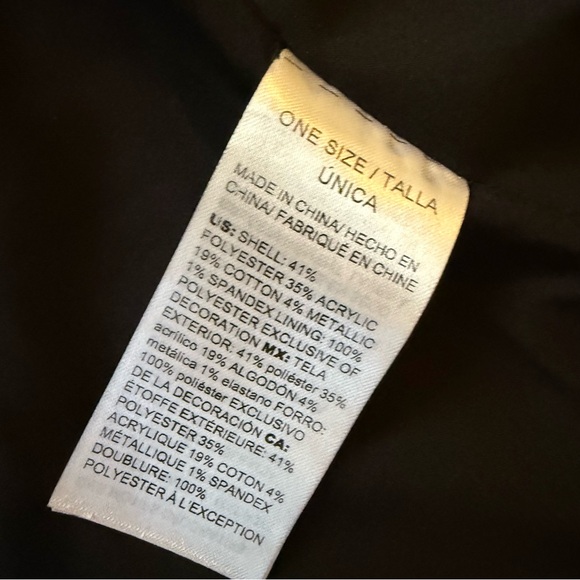 ONE SIZE / TALLA
ÚNICA
MADE IN CHINA/ HECHO EN
CHINA/ FABRIQUÉ EN CHINE
US: SHELL: 41%
POLYESTER 35% ACRYLIC
19% COTTON 4% METALLIC
1% SPANDEX LINING: 100%
POLYESTER EXCLUSIVE OF
DECORATION MX: TELA
EXTERIOR: 41% poliéster 35%
acrílico 19% ALGODÓN 4%
metálica 1% elastano FORRO:
100% poliéster EXCLUSIVO
DE LA DECORACIÓN CA:
ÉTOFFE EXTÉRIEURE: 41%
POLYESTER 35%
ACRYLIQUE 19% COTON 4%
MÉTALLIQUE 1% SPANDEX
DOUBLURE: 100%
POLYESTER À L'EXCEPTION